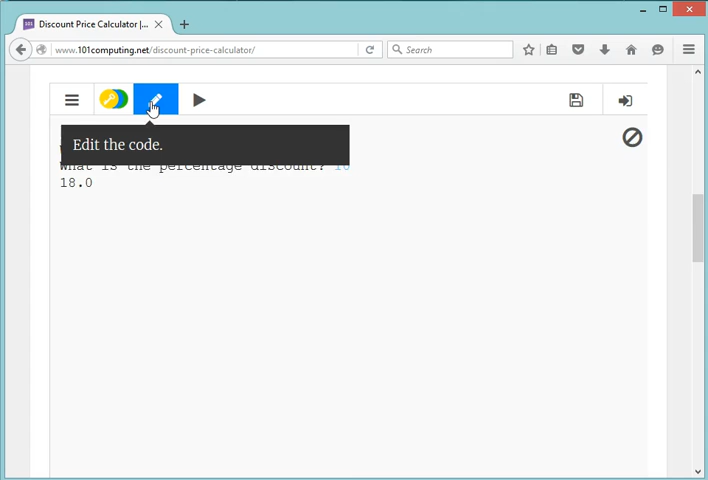 Discount Price Calculator |...
www.101computing.net/discount-price-calculator/
Search
Edit the code.
What is the percentage discount? 10
18.0